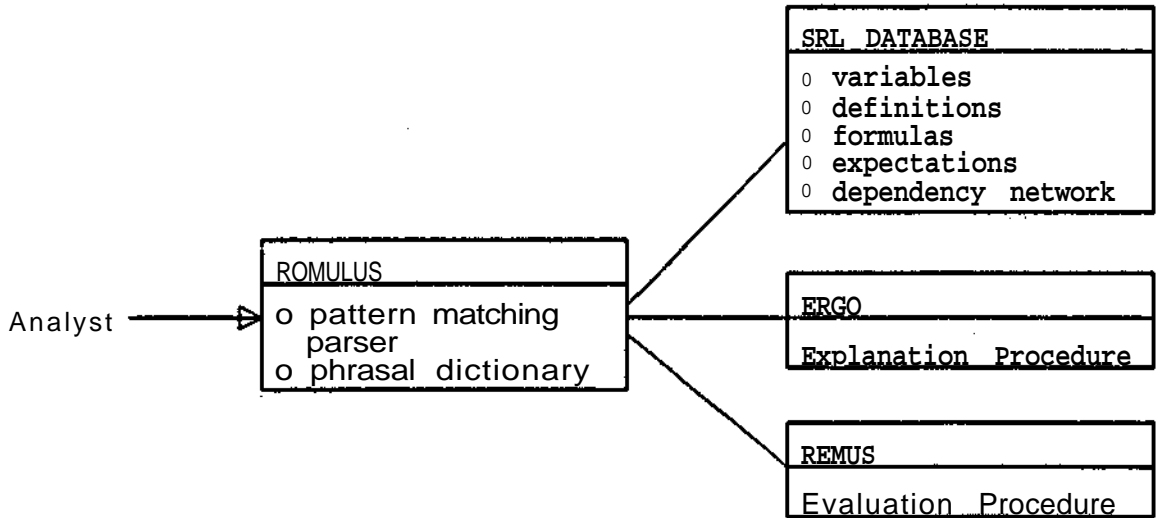 Analyst
ROMULUS
o pattern matching
parser
o phrasal dictionary
SRL DATABASE
o variables
o definitions
o formulas
o expectations
o dependency network
ERGO
Explanation Procedure
REMUS
Evaluation Procedure